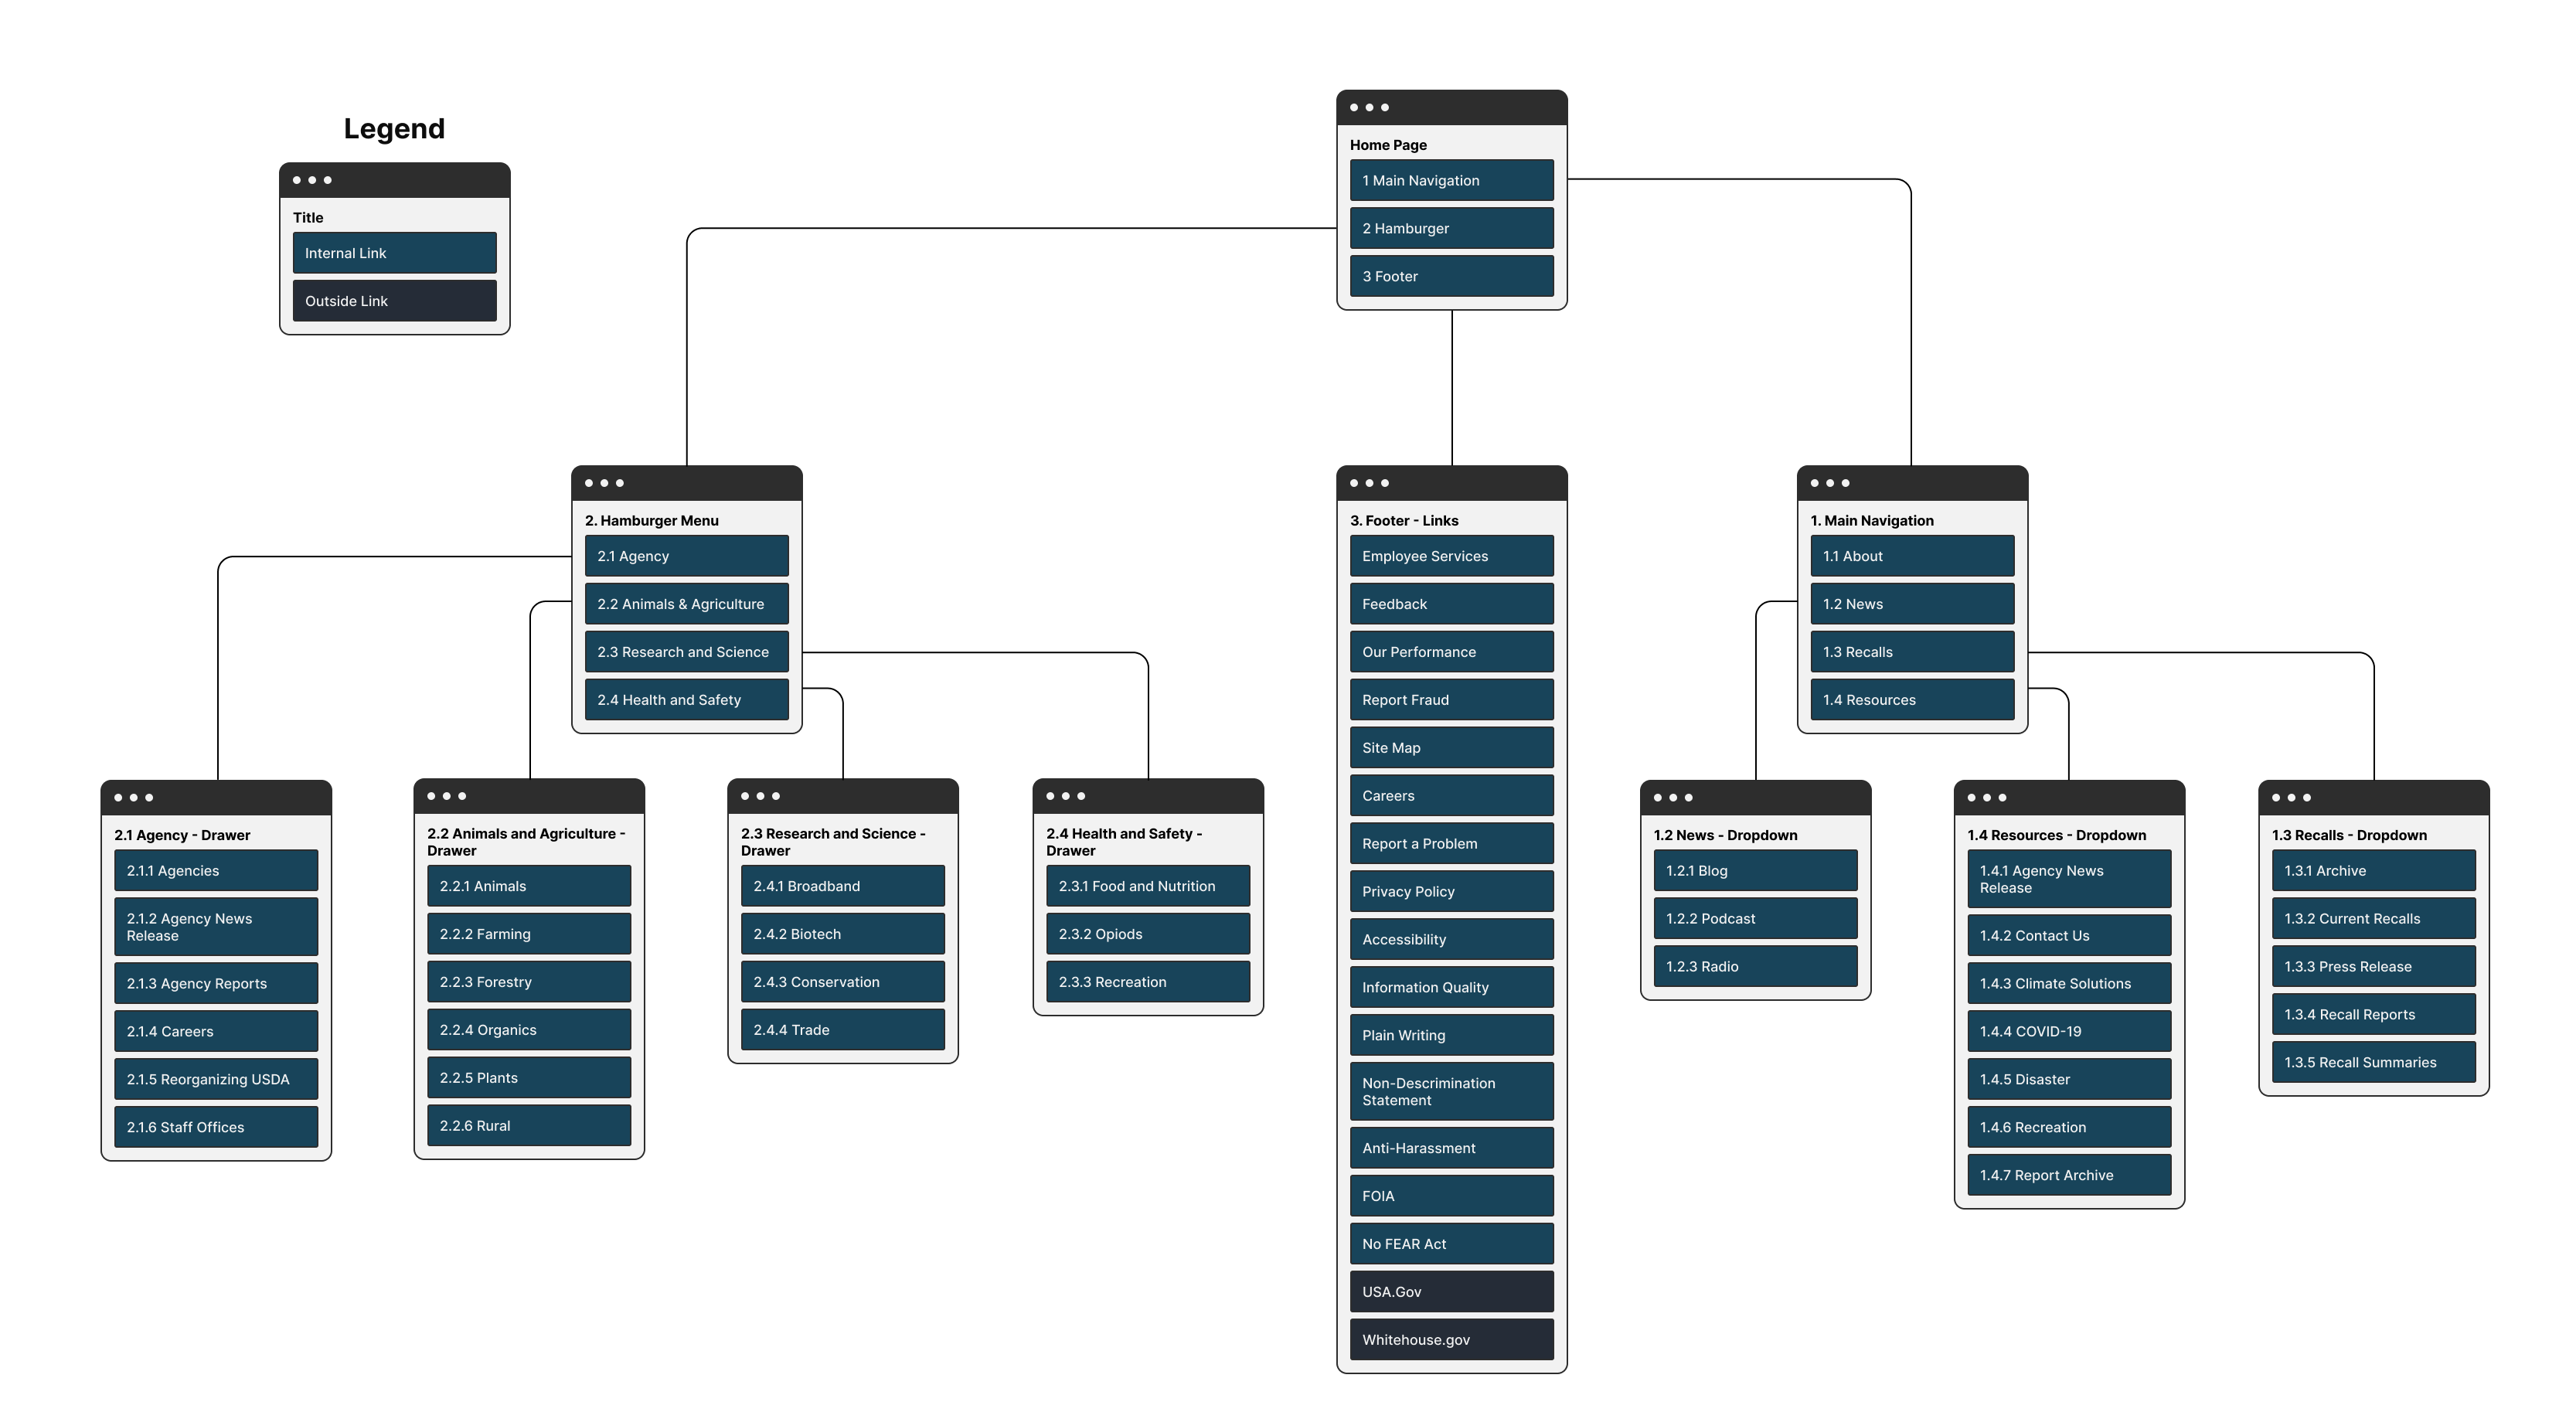 Legend
Title
Internal Link
Outside Link
Home Page
1 Main Navigation
2 Hamburger
3 Footer
2. Hamburger Menu
2.1 Agency
2.2 Animals & Agriculture
2.3 Research and Science
2.4 Health and Safety
3. Footer - Links
Employee Services
Feedback
Our Performance
Report Fraud
Site Map
Careers
Report a Problem
Privacy Policy
Accessibility
Information Quality
Plain Writing
Non-Descrimination
Statement
Anti-Harassment
FOIA
No FEAR Act
USA.Gov
Whitehouse.gov
1. Main Navigation
1.1 About
1.2 News
1.3 Recalls
1.4 Resources
2.1 Agency - Drawer
2.1.1 Agencies
2.1.2 Agency News
Release
2.1.3 Agency Reports
2.1.4 Careers
2.1.5 Reorganizing USDA
2.1.6 Staff Offices
2.2 Animals and Agriculture -
Drawer
2.2.1 Animals
2.2.2 Farming
2.2.3 Forestry
2.2.4 Organics
2.2.5 Plants
2.2.6 Rural
2.3 Research and Science -
Drawer
2.4.1 Broadband
2.4.2 Biotech
2.4.3 Conservation
2.4.4 Trade
2.4 Health and Safety -
Drawer
2.3.1 Food and Nutrition
2.3.2 Opiods
2.3.3 Recreation
1.2 News - Dropdown
1.2.1 Blog
1.2.2 Podcast
1.2.3 Radio
1.4 Resources - Dropdown
1.4.1 Agency News
Release
1.4.2 Contact Us
1.4.3 Climate Solutions
1.4.4 COVID-19
1.4.5 Disaster
1.4.6 Recreation
1.4.7 Report Archive
1.3 Recalls - Dropdown
1.3.1 Archive
1.3.2 Current Recalls
1.3.3 Press Release
1.3.4 Recall Reports
1.3.5 Recall Summaries